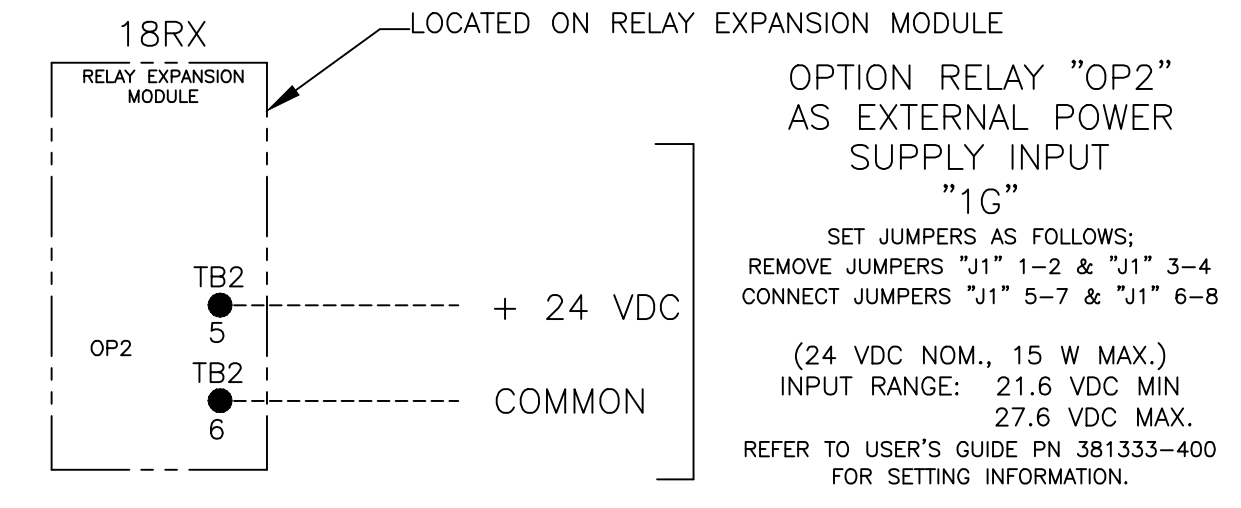 LOCATED ON RELAY EXPANSION MODULE
18RX
RELAY EXPANSION
MODULE
TB2
5
+ 24 VDC
OP2
TB2
6
COMMON
OPTION RELAY "OP2"
AS EXTERNAL POWER
SUPPLY INPUT
"1G"
SET JUMPERS AS FOLLOWS;
REMOVE JUMPERS "J1" 1-2 & "J1" 3-4
CONNECT JUMPERS "J1" 5-7 & "J1" 6-8
(24 VDC NOM., 15 W MAX.)
INPUT RANGE: 21.6 VDC MIN
27.6 VDC MAX.
REFER TO USER'S GUIDE PN 381333-400
FOR SETTING INFORMATION.